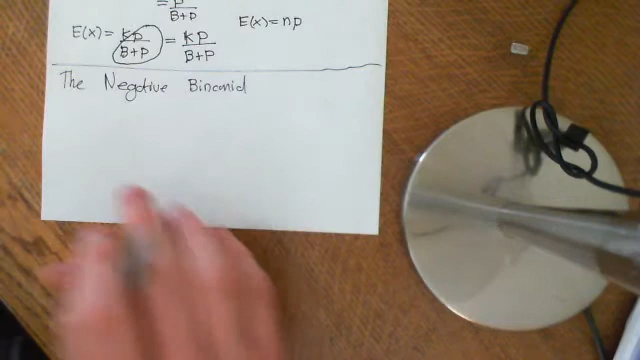 = P
B+P
E(x) = kp / B+P = kp / B+P
E(x) = np
The Negative Binomial